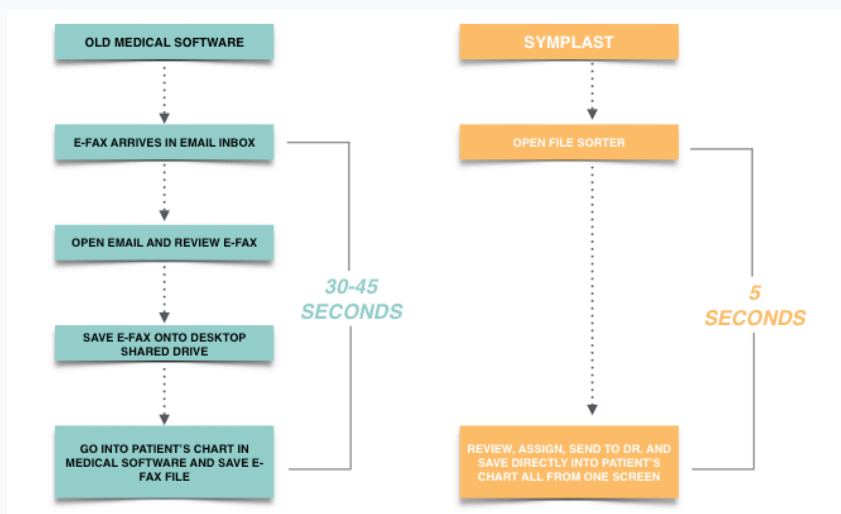 OLD MEDICAL SOFTWARE
E-FAX ARRIVES IN EMAIL INBOX
OPEN EMAIL AND REVIEW E-FAX
SAVE E-FAX ONTO DESKTOP
SHARED DRIVE
GO INTO PATIENT'S CHART IN
MEDICAL SOFTWARE AND SAVE E-
FAX FILE
30-45
SECONDS
SYMPLAST
OPEN FILE SORTER
REVIEW, ASSIGN, SEND TO DR. AND
SAVE DIRECTLY INTO PATIENT'S
CHART ALL FROM ONE SCREEN
5
SECONDS